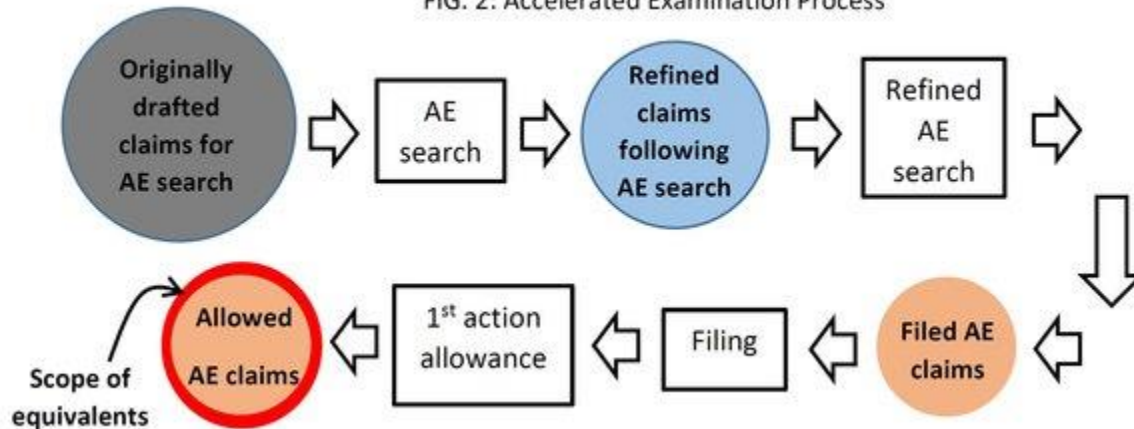 FIG. 2: Accelerated Examination Process
Originally
drafted
claims for
AE search
AE
search
Refined
claims
following
AE search
Refined
AE
search
Filed AE
claims
Filing
1st action
allowance
Allowed
AE claims
Scope of
equivalents